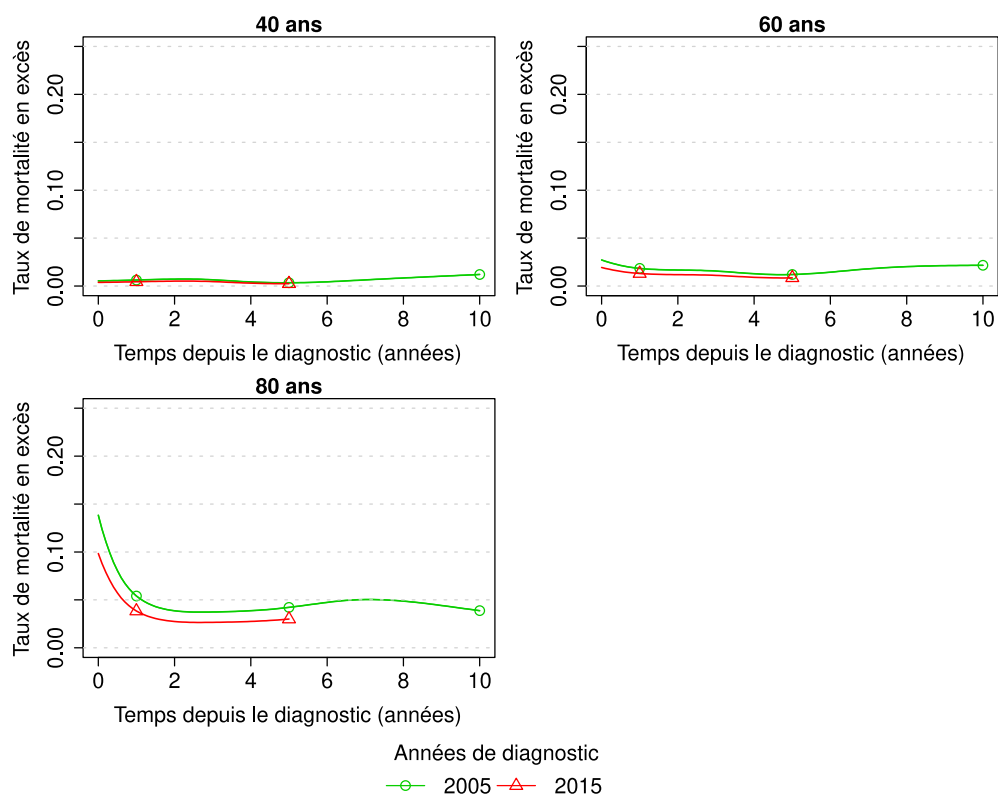 40 ans
Taux de mortalité en excès
0.00 0.10 0.20
0 2 4 6 8 10
Temps depuis le diagnostic (années)
60 ans
Taux de mortalité en excès
0.00 0.10 0.20
0 2 4 6 8 10
Temps depuis le diagnostic (années)
80 ans
Taux de mortalité en excès
0.00 0.10 0.20
0 2 4 6 8 10
Temps depuis le diagnostic (années)
Années de diagnostic
2005 2015